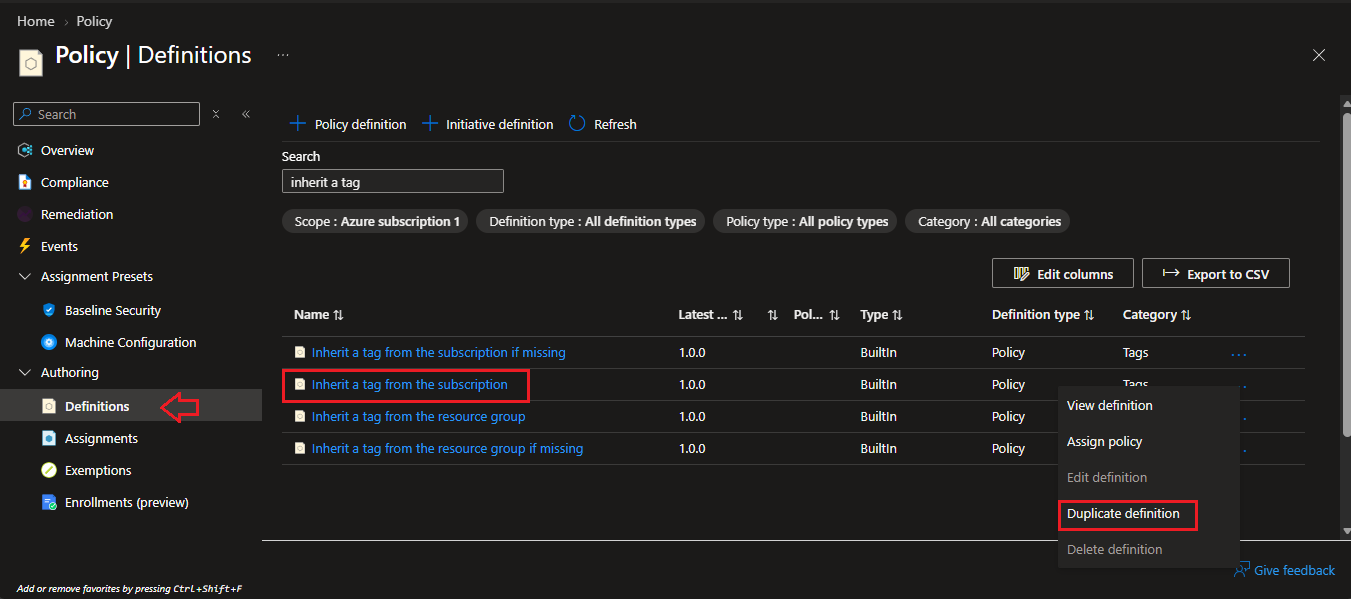 Home › Policy
Policy | Definitions ...
Search
Overview
Compliance
Remediation
Events
Assignment Presets
Baseline Security
Machine Configuration
Authoring
Definitions
Assignments
Exemptions
Enrollments (preview)
Add or remove favorites by pressing Ctrl+Shift+F
+ Policy definition + Initiative definition Refresh
Search
inherit a tag
Scope : Azure subscription 1 Definition type : All definition types Policy type : All policy types Category : All categories
Edit columns Export to CSV
Name Latest ... Pol... Type Definition type Category
Inherit a tag from the subscription if missing 1.0.0 BuiltIn Policy Tags ...
Inherit a tag from the subscription 1.0.0 BuiltIn Policy Tags
Inherit a tag from the resource group 1.0.0 BuiltIn Policy
Inherit a tag from the resource group if missing 1.0.0 BuiltIn Policy
View definition
Assign policy
Edit definition
Duplicate definition
Delete definition
Give feedback